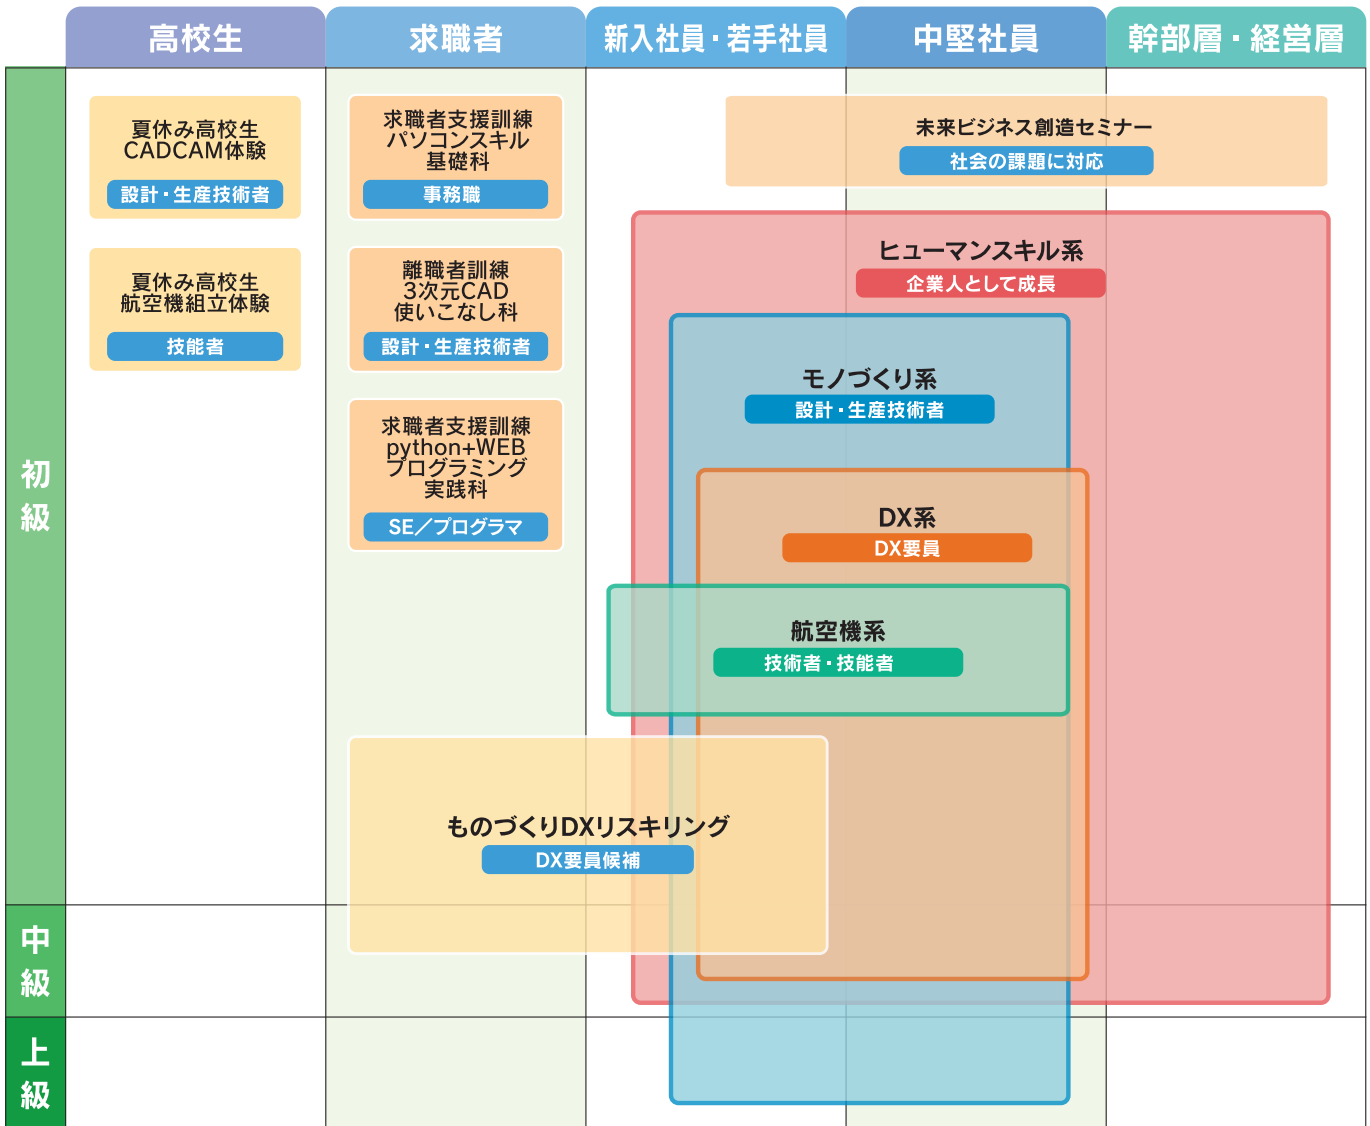 高校生
求職者
新入社員・若手社員
中堅社員
幹部層・経営層
初級
中級
上級
夏休み高校生
CADCAM体験
設計・生産技術者
夏休み高校生
航空機組立体験
技能者
求職者支援訓練
パソコンスキル
基礎科
事務職
離職者訓練
3次元CAD
使いこなし科
設計・生産技術者
求職者支援訓練
python+WEB
プログラミング
実践科
SE／プログラマ
未来ビジネス創造セミナー
社会の課題に対応
ヒューマンスキル系
企業人として成長
モノづくり系
設計・生産技術者
DX系
DX要員
航空機系
技術者・技能者
ものづくりDXリスキリング
DX要員候補